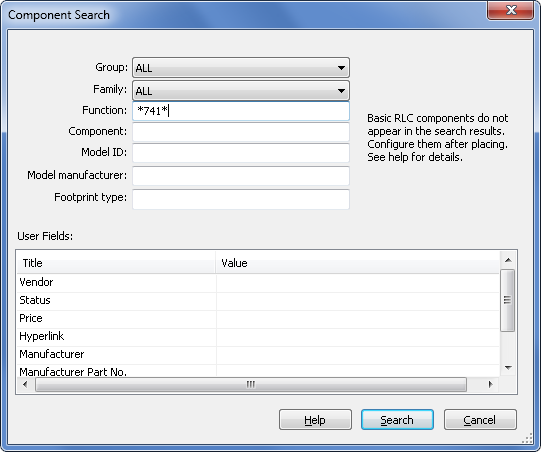 Component Search
Group: ALL
Family: ALL
Function: *741*
Component:
Model ID:
Model manufacturer:
Footprint type:
Basic RLC components do not
appear in the search results.
Configure them after placing.
See help for details.
User Fields:
Title Value
Vendor
Status
Price
Hyperlink
Manufacturer
Manufacturer Part No.
Help Search Cancel